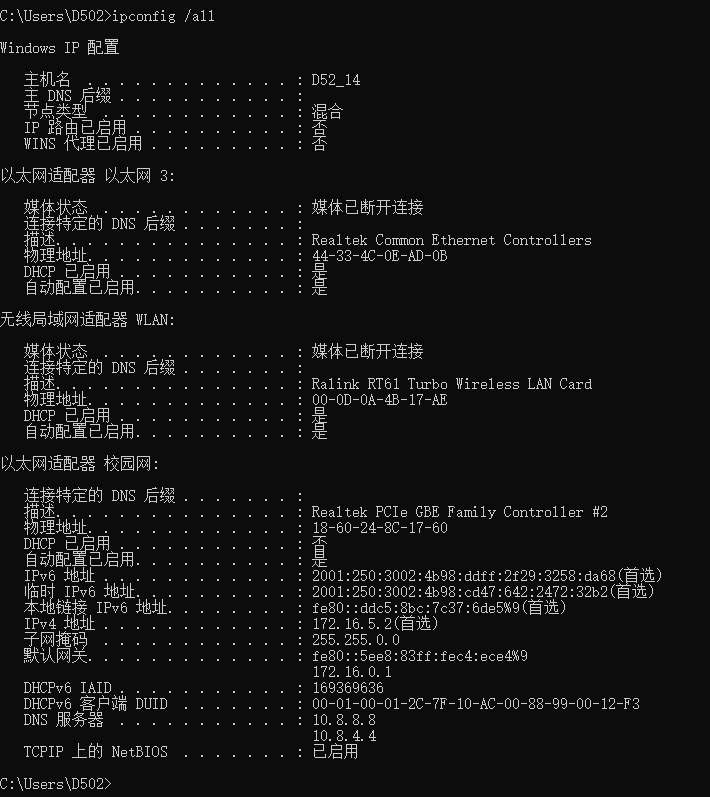 C:\Users\D502>ipconfig /all
Windows IP 配置
主机名 . . . . . . . . . . . . . : D52_14
主 DNS 后缀 . . . . . . . . . . . :
节点类型 . . . . . . . . . . . . : 混合
IP 路由已启用 . . . . . . . . . . : 否
WINS 代理已启用 . . . . . . . . . : 否
以太网适配器 以太网 3:
媒体状态 . . . . . . . . . . . . : 媒体已断开连接
连接特定的 DNS 后缀 . . . . . . . :
描述. . . . . . . . . . . . . . . : Realtek Common Ethernet Controllers
物理地址. . . . . . . . . . . . . : 44-33-4C-0E-AD-0B
DHCP 已启用 . . . . . . . . . . . : 是
自动配置已启用. . . . . . . . . . : 是
无线局域网适配器 WLAN:
媒体状态 . . . . . . . . . . . . : 媒体已断开连接
连接特定的 DNS 后缀 . . . . . . . :
描述. . . . . . . . . . . . . . . : Ralink RT61 Turbo Wireless LAN Card
物理地址. . . . . . . . . . . . . : 00-0D-0A-4B-17-AE
DHCP 已启用 . . . . . . . . . . . : 是
自动配置已启用. . . . . . . . . . : 是
以太网适配器 校园网:
连接特定的 DNS 后缀 . . . . . . . :
描述. . . . . . . . . . . . . . . : Realtek PCIe GBE Family Controller #2
物理地址. . . . . . . . . . . . . : 18-60-24-8C-17-60
DHCP 已启用 . . . . . . . . . . . : 否
自动配置已启用. . . . . . . . . . : 是
IPv6 地址 . . . . . . . . . . . . : 2001:250:3002:4b98:ddff:2f29:3258:da68(首选)
临时 IPv6 地址. . . . . . . . . . : 2001:250:3002:4b98:cd47:642:2472:32b2(首选)
本地链接 IPv6 地址. . . . . . . . : fe80::ddc5:8bc:7c37:6de5%9(首选)
IPv4 地址 . . . . . . . . . . . . : 172.16.5.2(首选)
子网掩码 . . . . . . . . . . . . : 255.255.0.0
默认网关. . . . . . . . . . . . . : fe80::5ee8:83ff:fec4:ece4%9
172.16.0.1
DHCPv6 IAID . . . . . . . . . . . : 169369636
DHCPv6 客户端 DUID . . . . . . . : 00-01-00-01-2C-7F-10-AC-00-88-99-00-12-F3
DNS 服务器 . . . . . . . . . . . : 10.8.8.8
10.8.4.4
TCPIP 上的 NetBIOS . . . . . . . : 已启用
C:\Users\D502>